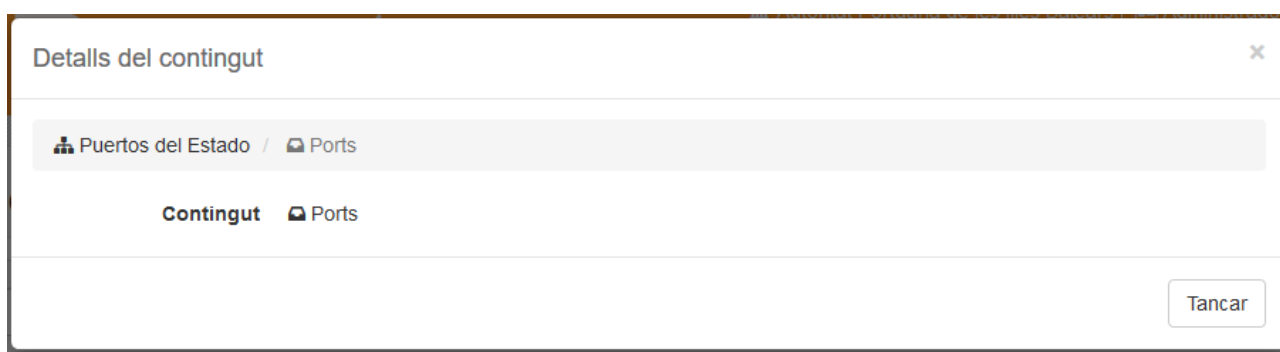 Detalls del contingut ×
Puertos del Estado / Ports
Contingut Ports
Tancar